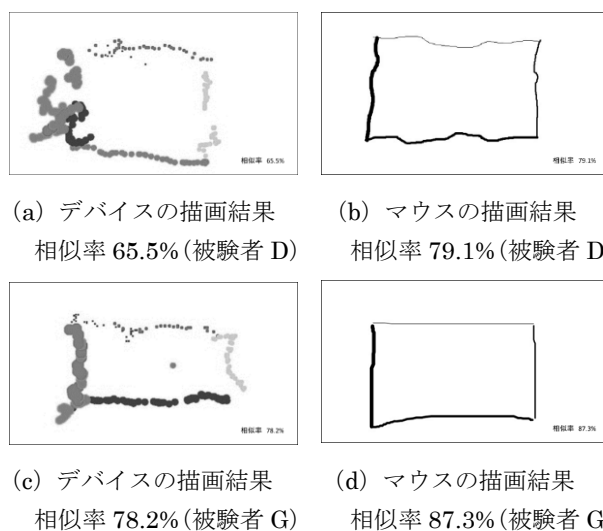 相似率 65.5%
相似率 79.1%
(a) デバイスの描画結果
相似率 65.5%(被験者 D)
(b) マウスの描画結果
相似率 79.1%(被験者 D
相似率 78.2%
相似率 87.3%
(c) デバイスの描画結果
相似率 78.2%(被験者 G)
(d) マウスの描画結果
相似率 87.3%(被験者 G